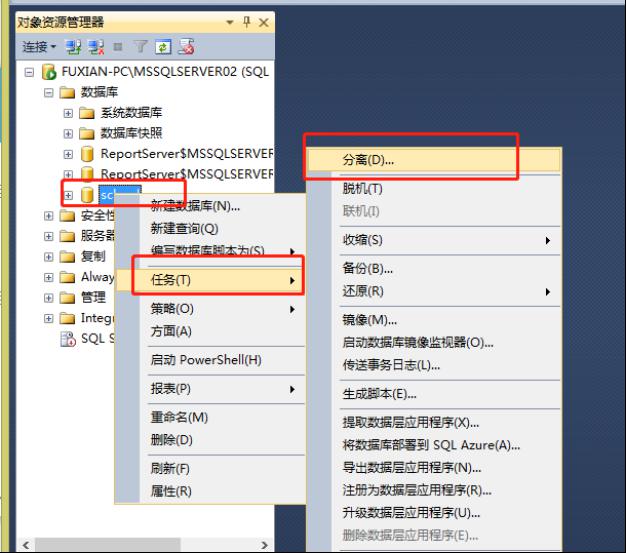 对象资源管理器
连接
FUXIAN-PC\MSSQLSERVER02 (SQL
数据库
系统数据库
数据库快照
ReportServer$MSSQLSERVER
ReportServer$MSSQLSERVER
安全性
服务器
复制
Alway
管理
Integr
SQL S
新建数据库(N)...
新建查询(Q)
编写数据库脚本为(S)
任务(T)
策略(O)
方面(A)
启动 PowerShell(H)
报表(P)
重命名(M)
删除(D)
刷新(F)
属性(R)
分离(D)...
脱机(T)
联机(I)
收缩(S)
备份(B)...
还原(R)
镜像(M)...
启动数据库镜像监视器(O)...
传送事务日志(L)...
生成脚本(E)...
提取数据层应用程序(X)...
将数据库部署到 SQL Azure(A)...
导出数据层应用程序(N)...
注册为数据层应用程序(R)...
升级数据层应用程序(U)...
删除数据层应用程序(E)...